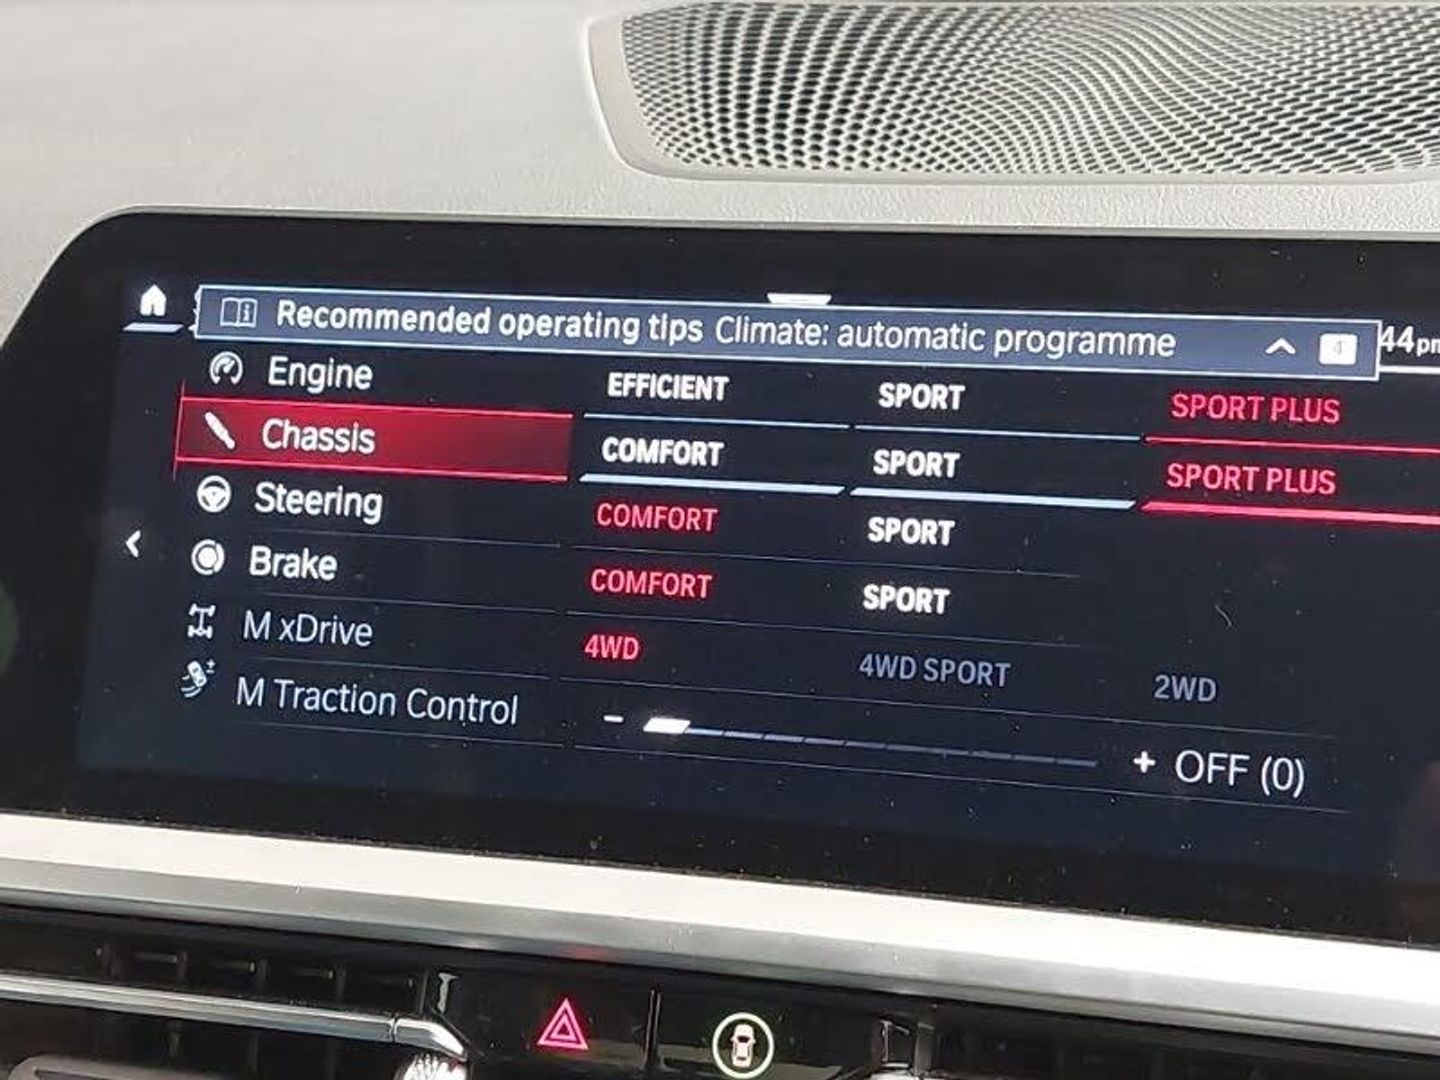 Recommended operating tips Climate: automatic programme 4
44pm
Engine EFFICIENT SPORT SPORT PLUS
Chassis COMFORT SPORT SPORT PLUS
Steering COMFORT SPORT
Brake COMFORT SPORT
M xDrive 4WD 4WD SPORT 2WD
M Traction Control - + OFF (0)